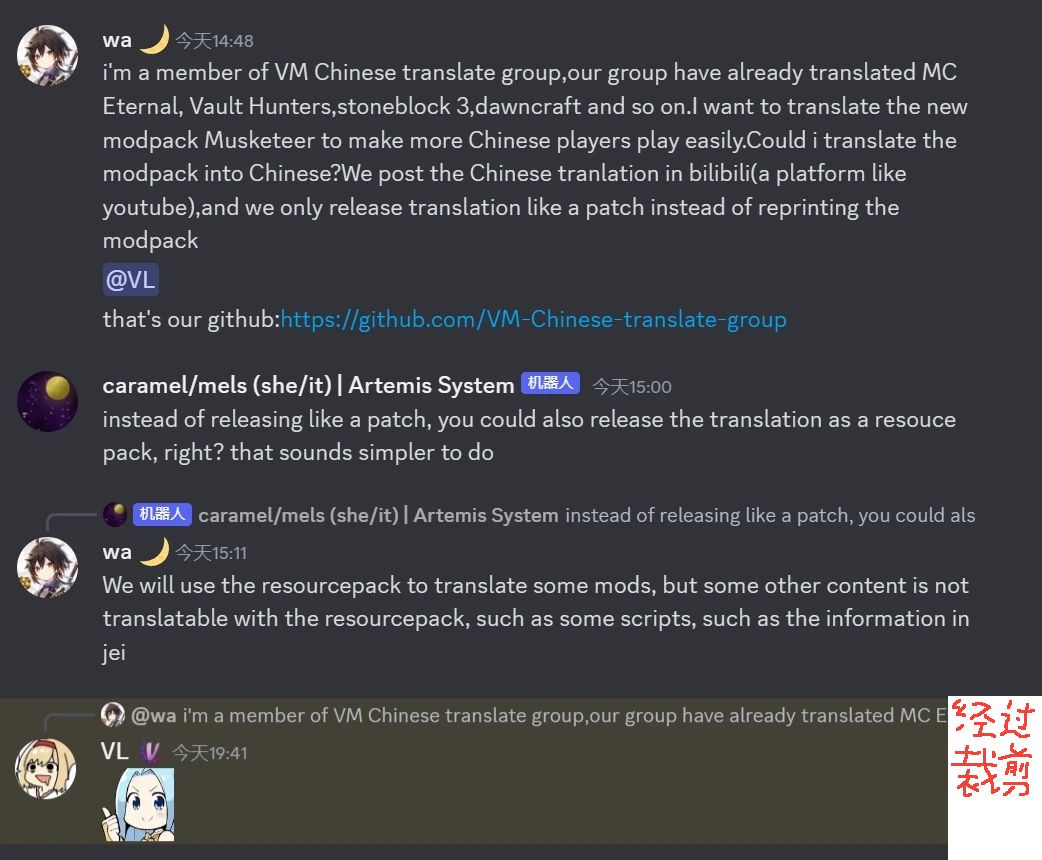 wa 今天14:48
i'm a member of VM Chinese translate group,our group have already translated MC
Eternal, Vault Hunters,stoneblock 3,dawncraft and so on.I want to translate the new
modpack Musketeer to make more Chinese players play easily.Could i translate the
modpack into Chinese?We post the Chinese tranlation in bilibili(a platform like
youtube),and we only release translation like a patch instead of reprinting the
modpack
@VL
that's our github:https://github.com/VM-Chinese-translate-group
caramel/mels (she/it) | Artemis System 机器人 今天15:00
instead of releasing like a patch, you could also release the translation as a resouce
pack, right? that sounds simpler to do
机器人 caramel/mels (she/it) | Artemis System instead of releasing like a patch, you could als
wa 今天15:11
We will use the resourcepack to translate some mods, but some other content is not
translatable with the resourcepack, such as some scripts, such as the information in
jei
@wa i'm a member of VM Chinese translate group,our group have already translated MC E
VL 今天19:41
经过
裁剪